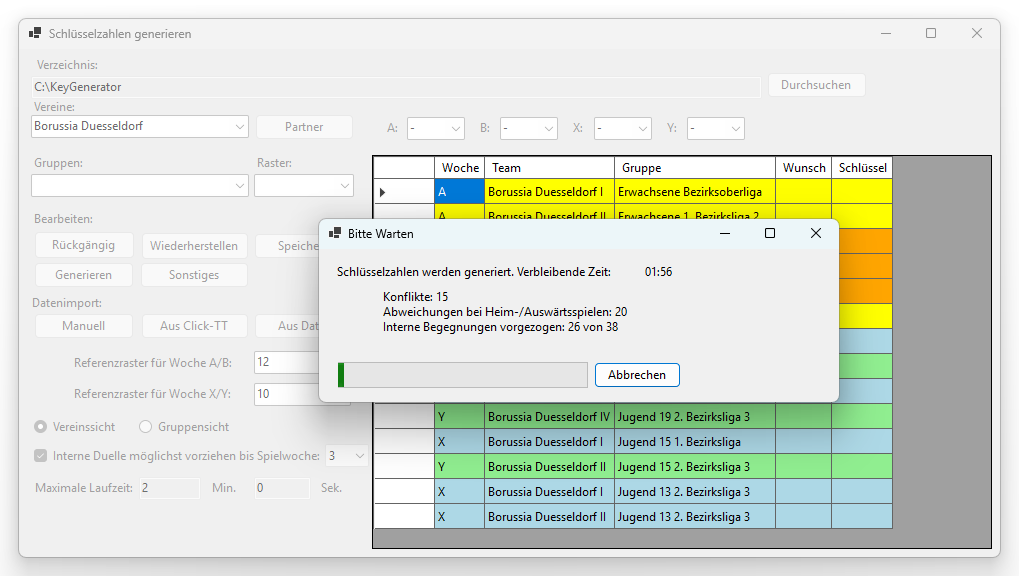 Schlüsselzahlen generieren
Verzeichnis:
C:\KeyGenerator
Durchsuchen
Vereine:
Borussia Duesseldorf
Partner
A: - B: - X: - Y: -
Gruppen:
Raster:
Woche Team Gruppe Wunsch Schlüssel
A Borussia Duesseldorf I Erwachsene Bezirksoberliga
A Borussia Duesseldorf II Erwachsene 1. Bezirksliga 2
Bearbeiten:
Rückgängig Wiederherstellen Speiche
Generieren Sonstiges
Datenimport:
Manuell Aus Click-TT Aus Dat
Referenzraster für Woche A/B: 12
Referenzraster für Woche X/Y: 10
Vereinssicht Gruppensicht
Interne Duelle möglichst vorziehen bis Spielwoche: 3
Maximale Laufzeit: 2 Min. 0 Sek.
Bitte Warten
Schlüsselzahlen werden generiert. Verbleibende Zeit: 01:56
Konflikte: 15
Abweichungen bei Heim-/Auswärtsspielen: 20
Interne Begegnungen vorgezogen: 26 von 38
Abbrechen
Y Borussia Duesseldorf IV Jugend 19 2. Bezirksliga 3
X Borussia Duesseldorf I Jugend 15 1. Bezirksliga
Y Borussia Duesseldorf II Jugend 15 2. Bezirksliga 3
X Borussia Duesseldorf I Jugend 13 2. Bezirksliga 3
X Borussia Duesseldorf II Jugend 13 2. Bezirksliga 3